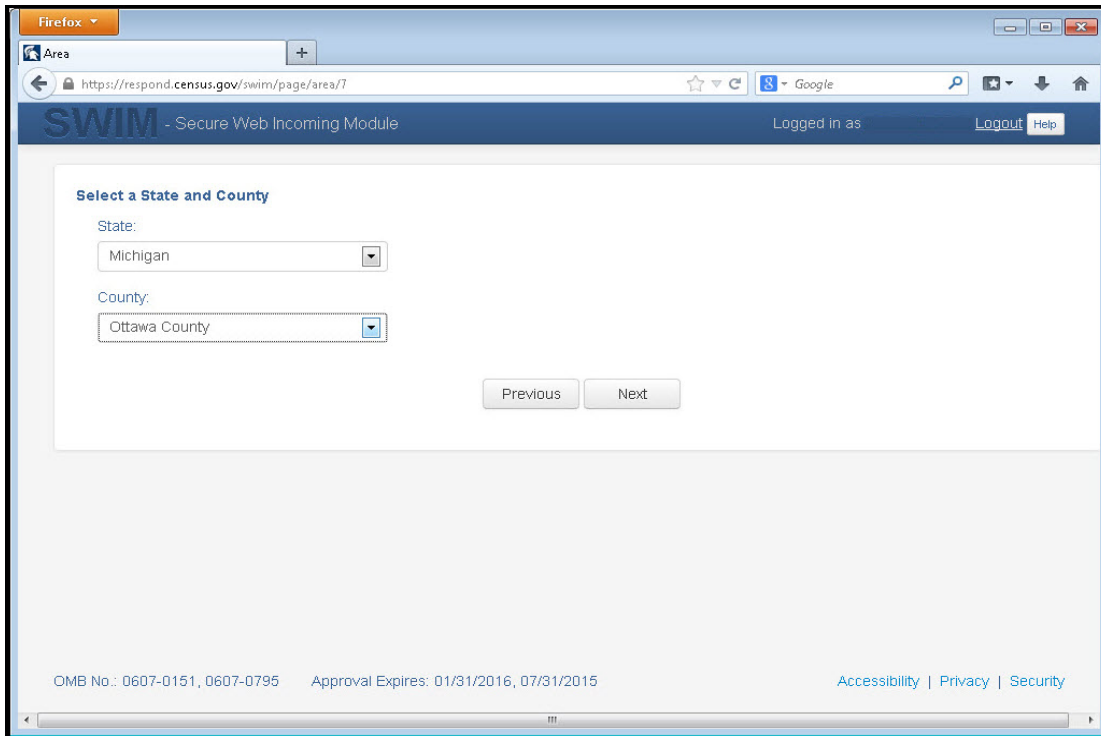 Firefox
Area
+
https://respond.census.gov/swim/page/area/7
8 Google
SWIM - Secure Web Incoming Module
Logged in as
Logout Help
Select a State and County
State:
Michigan
County:
Ottawa County
Previous Next
OMB No.: 0607-0151, 0607-0795 Approval Expires: 01/31/2016, 07/31/2015 Accessibility | Privacy | Security